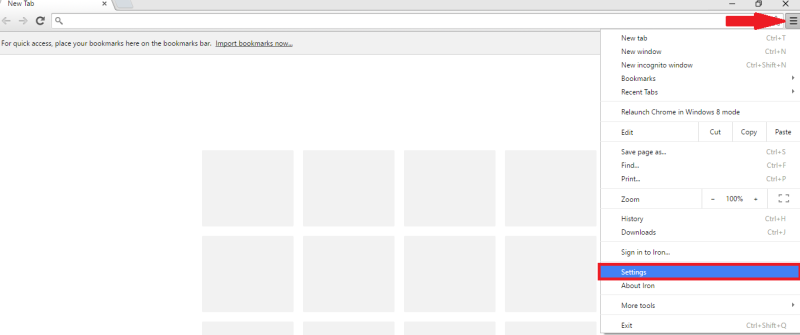 New Tab
For quick access, place your bookmarks here on the bookmarks bar. Import bookmarks now...
New tab Ctrl+T
New window Ctrl+N
New incognito window Ctrl+Shift+N
Bookmarks
Recent Tabs
Relaunch Chrome in Windows 8 mode
Edit Cut Copy Paste
Save page as... Ctrl+S
Find... Ctrl+F
Print... Ctrl+P
Zoom - 100% +
History Ctrl+H
Downloads Ctrl+J
Sign in to Iron...
Settings
About Iron
More tools
Exit Ctrl+Shift+Q